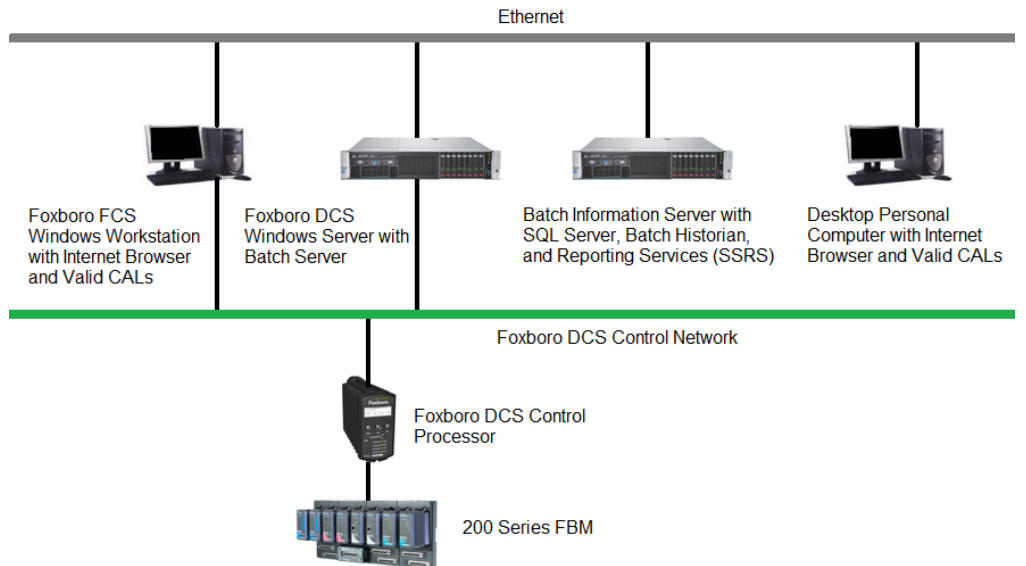 Ethernet
Foxboro FCS
Windows Workstation
with Internet Browser
and Valid CALs
Foxboro DCS
Windows Server with
Batch Server
Batch Information Server with
SQL Server, Batch Historian,
and Reporting Services (SSRS)
Desktop Personal
Computer with Internet
Browser and Valid CALs
Foxboro DCS Control Network
Foxboro
Foxboro DCS Control
Processor
200 Series FBM